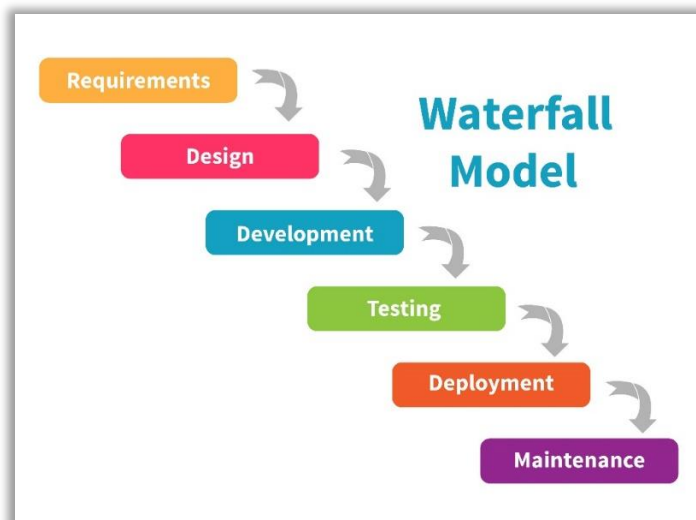 Requirements
Waterfall
Model
Design
Development
Testing
Deployment
Maintenance